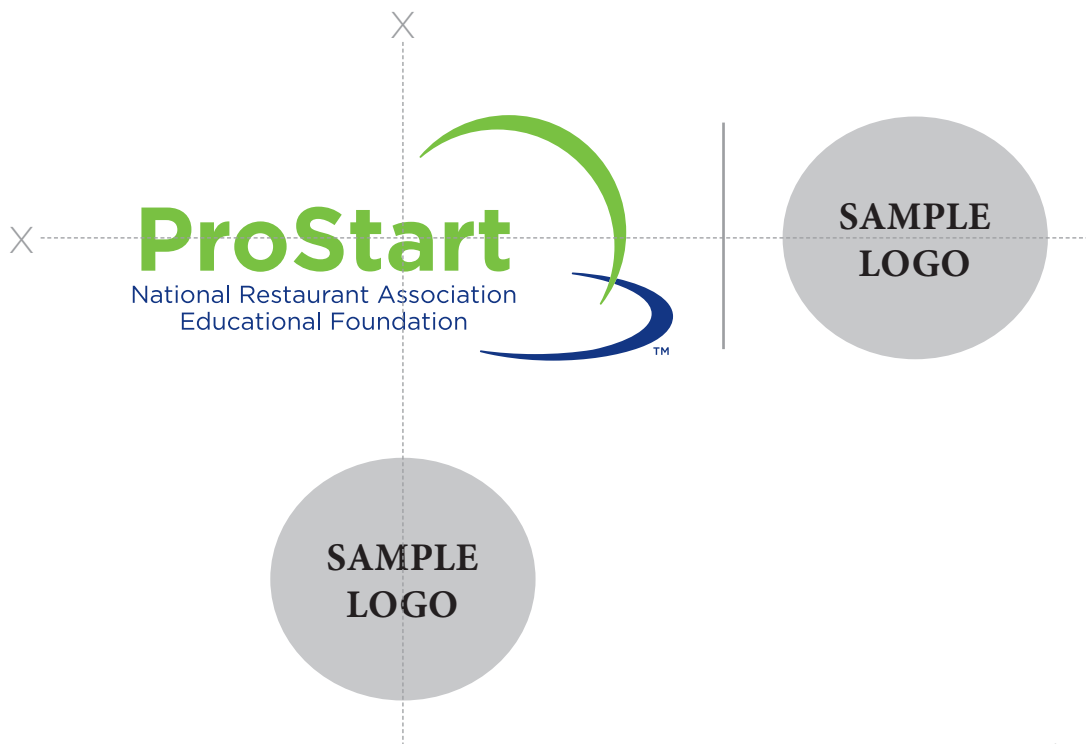 X
X
ProStart
National Restaurant Association
Educational Foundation
TM
SAMPLE
LOGO
SAMPLE
LOGO